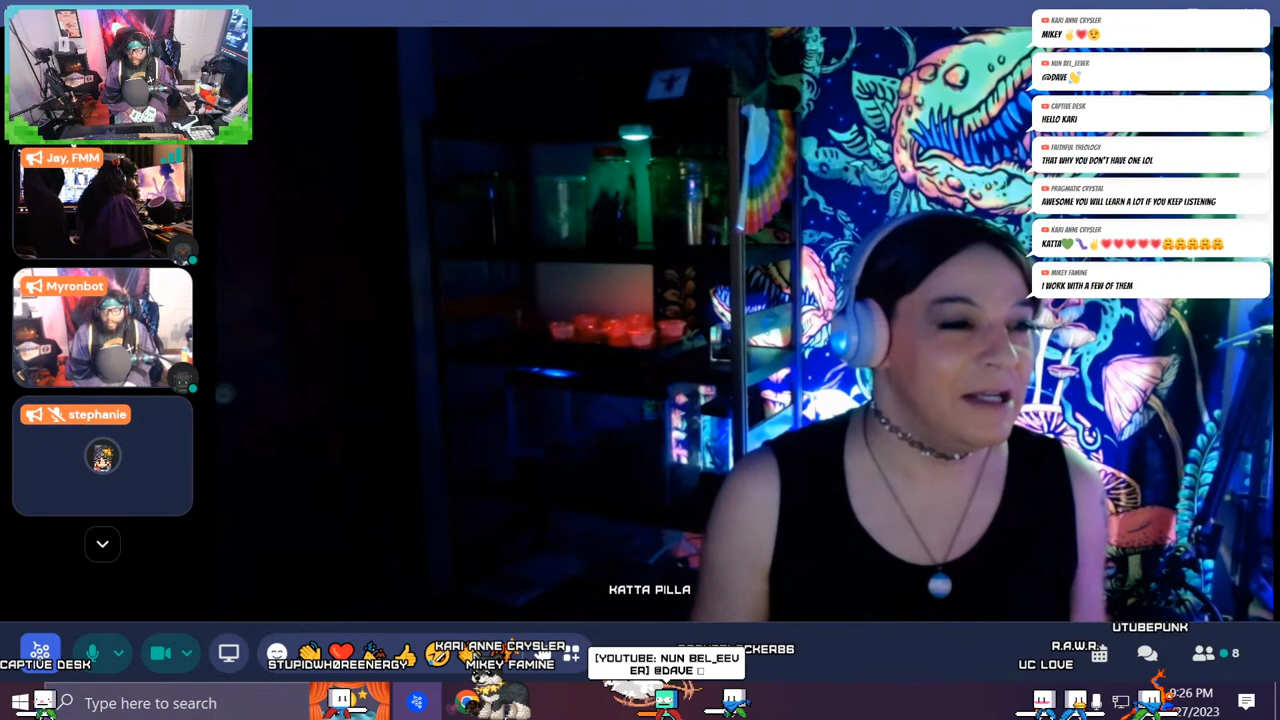 KARI ANNE CRYSLER
MIKEY ✌️💗🥴
NUN BEL_EEVER
@DAVE 👋
CAPTIVE DESK
HELLO KARI
FAITHFUL THEOLOGY
THAT WHY YOU DON'T HAVE ONE LOL
PRAGMATIC CRYSTAL
AWESOME YOU WILL LEARN A LOT IF YOU KEEP LISTENING
KARI ANNE CRYSLER
KATTA💚🐛✌️💗💗💗💗💗🤗🤗🤗🤗🤗
MIKEY FAMINE
I WORK WITH A FEW OF THEM
Jay, FMM
Myronbot
stephanie
KATTA PILLA
UTUBEPUNK
KARI ANNE CRYSLER
R.A.W.R.
8
CAPTIVE DESK
STUPIDWHØREENERGY
MIKEY FAMINE
[YOUTUBE: NUN BEL_EEV
ER] @DAVE
UC LOVE
Type here to search
9:26 PM
27/2023